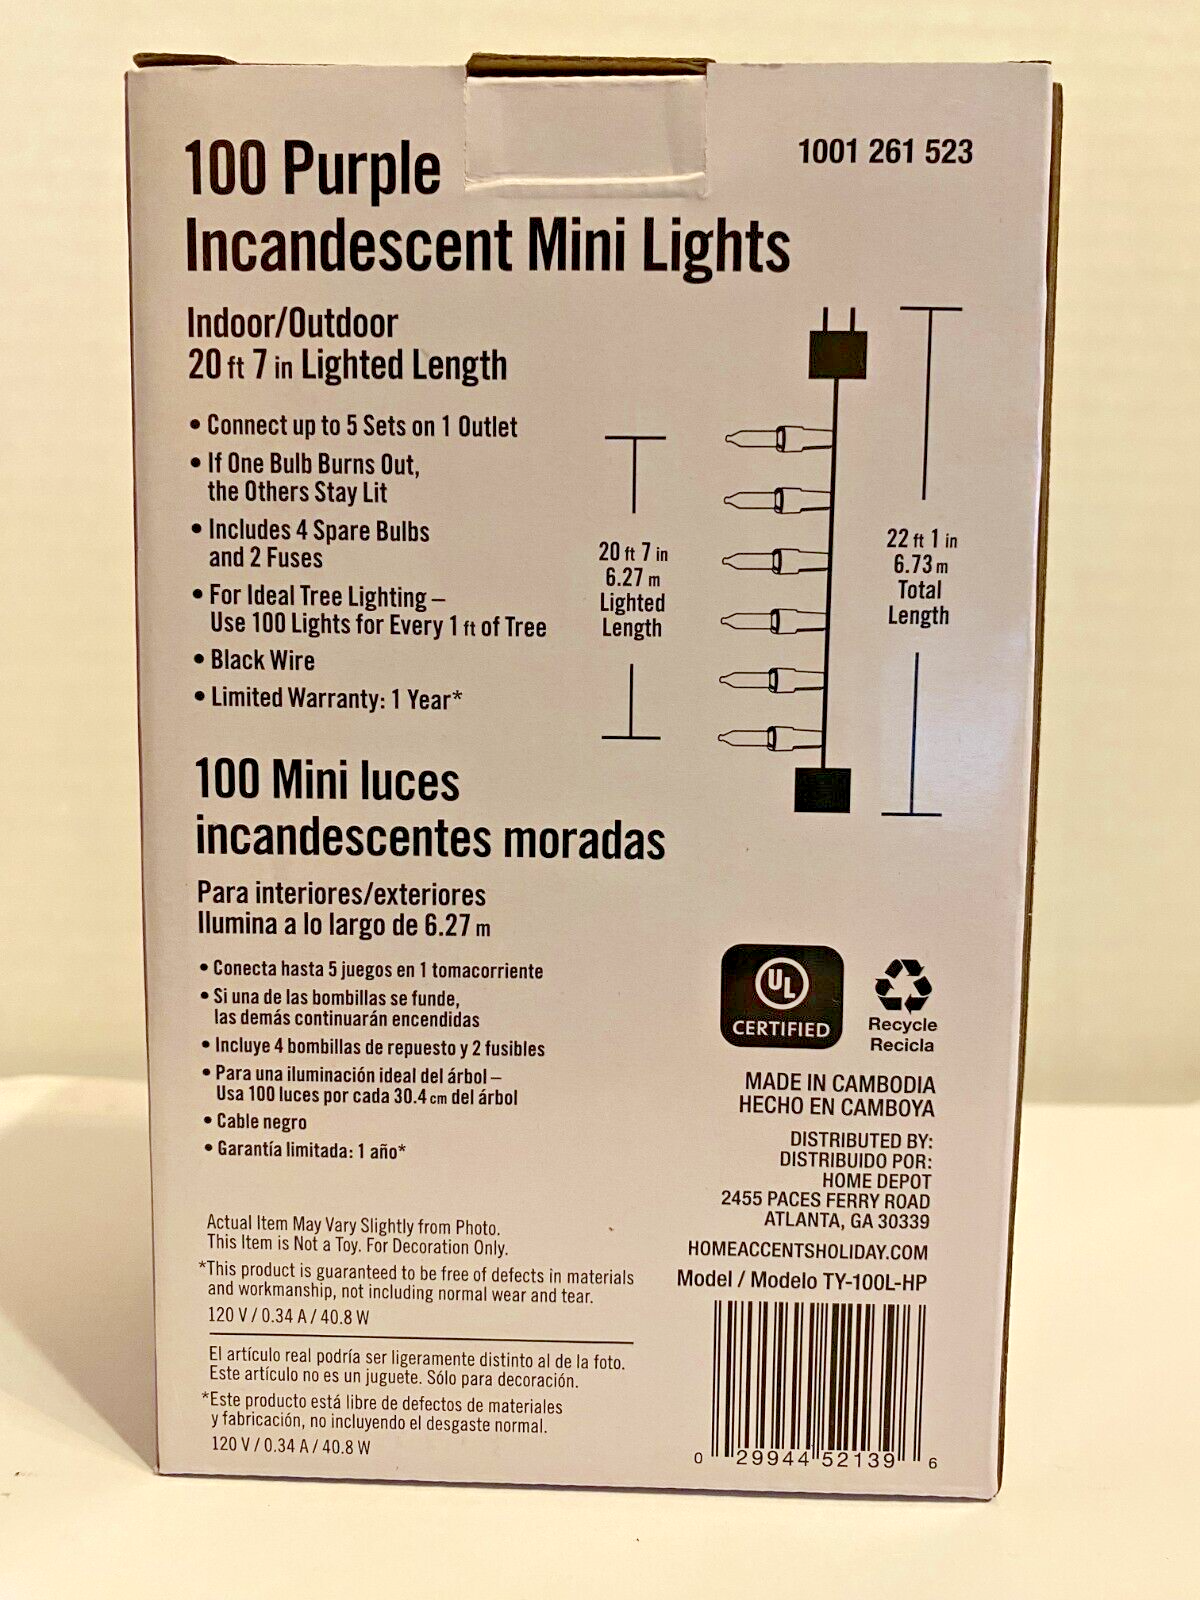 100 Purple
Incandescent Mini Lights
1001 261 523
Indoor/Outdoor
20 ft 7 in Lighted Length
• Connect up to 5 Sets on 1 Outlet
• If One Bulb Burns Out,
the Others Stay Lit
• Includes 4 Spare Bulbs
and 2 Fuses
• For Ideal Tree Lighting –
Use 100 Lights for Every 1 ft of Tree
• Black Wire
• Limited Warranty: 1 Year*
20 ft 7 in
6.27 m
Lighted
Length
22 ft 1 in
6.73 m
Total
Length
100 Mini luces
incandescentes moradas
Para interiores/exteriores
Ilumina a lo largo de 6.27 m
• Conecta hasta 5 juegos en 1 tomacorriente
• Si una de las bombillas se funde,
las demás continuarán encendidas
• Incluye 4 bombillas de repuesto y 2 fusibles
• Para una iluminación ideal del árbol –
Usa 100 luces por cada 30.4 cm del árbol
• Cable negro
• Garantía limitada: 1 año*
Actual Item May Vary Slightly from Photo.
This Item is Not a Toy. For Decoration Only.
*This product is guaranteed to be free of defects in materials
and workmanship, not including normal wear and tear.
120 V / 0.34 A / 40.8 W
El artículo real podría ser ligeramente distinto al de la foto.
Este artículo no es un juguete. Sólo para decoración.
*Este producto está libre de defectos de materiales
y fabricación, no incluyendo el desgaste normal.
120 V / 0.34 A / 40.8 W
UL
CERTIFIED
Recycle
Recicla
MADE IN CAMBODIA
HECHO EN CAMBOYA
DISTRIBUTED BY:
DISTRIBUIDO POR:
HOME DEPOT
2455 PACES FERRY ROAD
ATLANTA, GA 30339
HOMEACCENTSHOLIDAY.COM
Model / Modelo TY-100L-HP
0 29944 52139 6